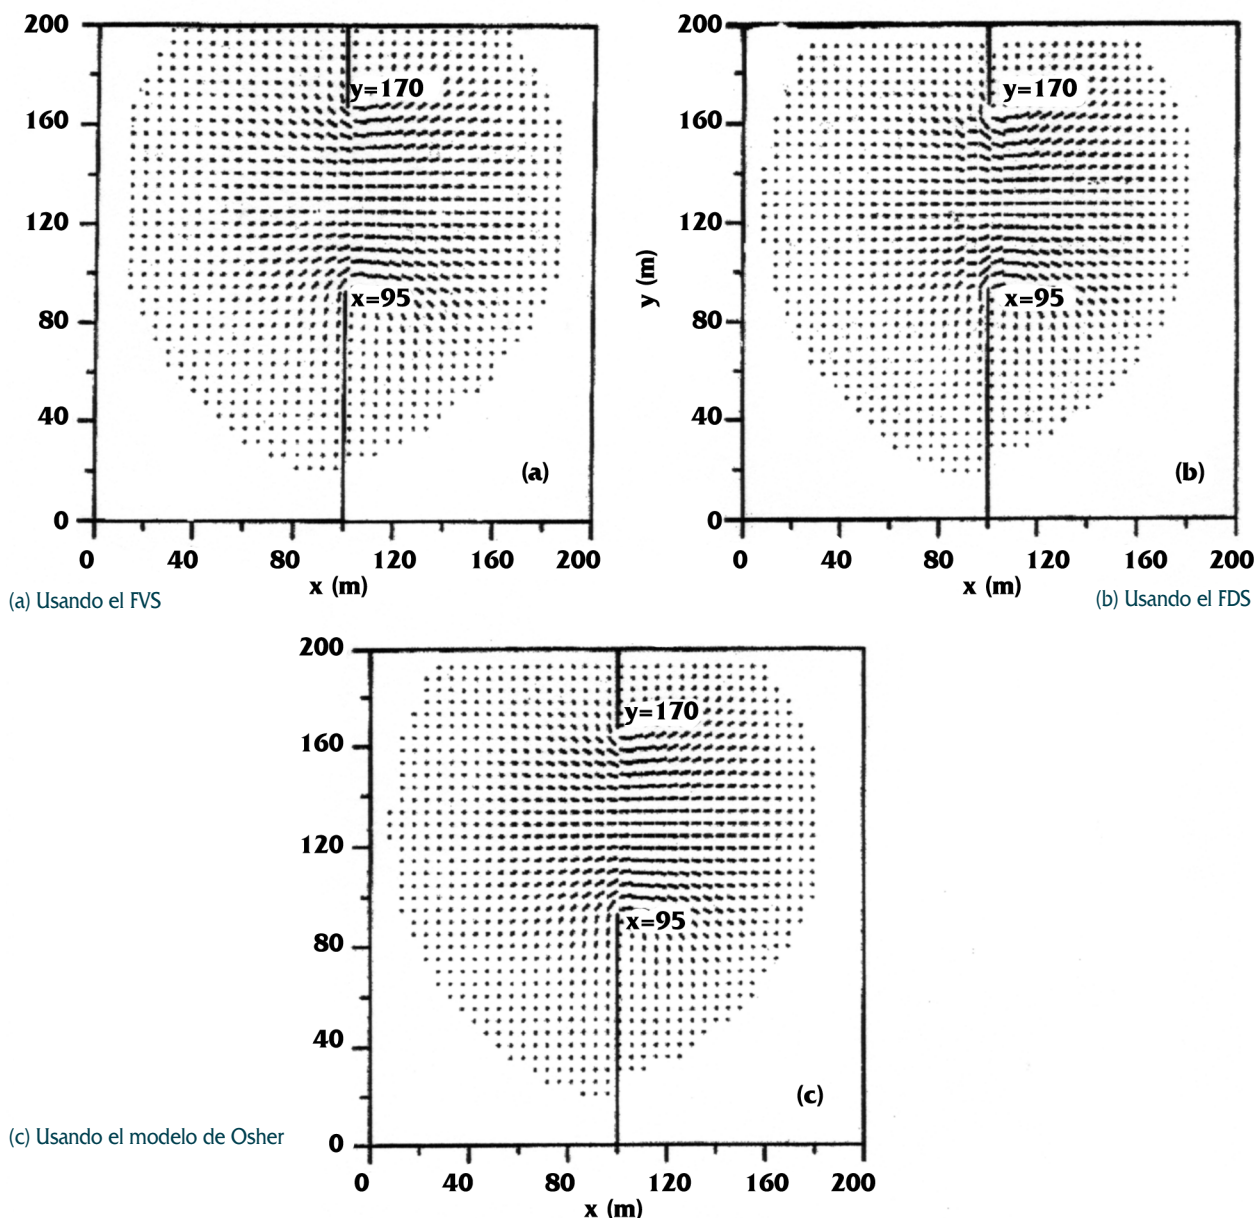 200
160
120
80
40
0
y=170
x=95
(a)
0 40 80 120 160 200
x (m)
(a) Usando el FVS
200
160
120
80
40
0
y (m)
y=170
x=95
(b)
0 40 80 120 160 200
x (m)
(b) Usando el FDS
200
160
120
80
40
0
y=170
x=95
(c)
0 40 80 120 160 200
x (m)
(c) Usando el modelo de Osher